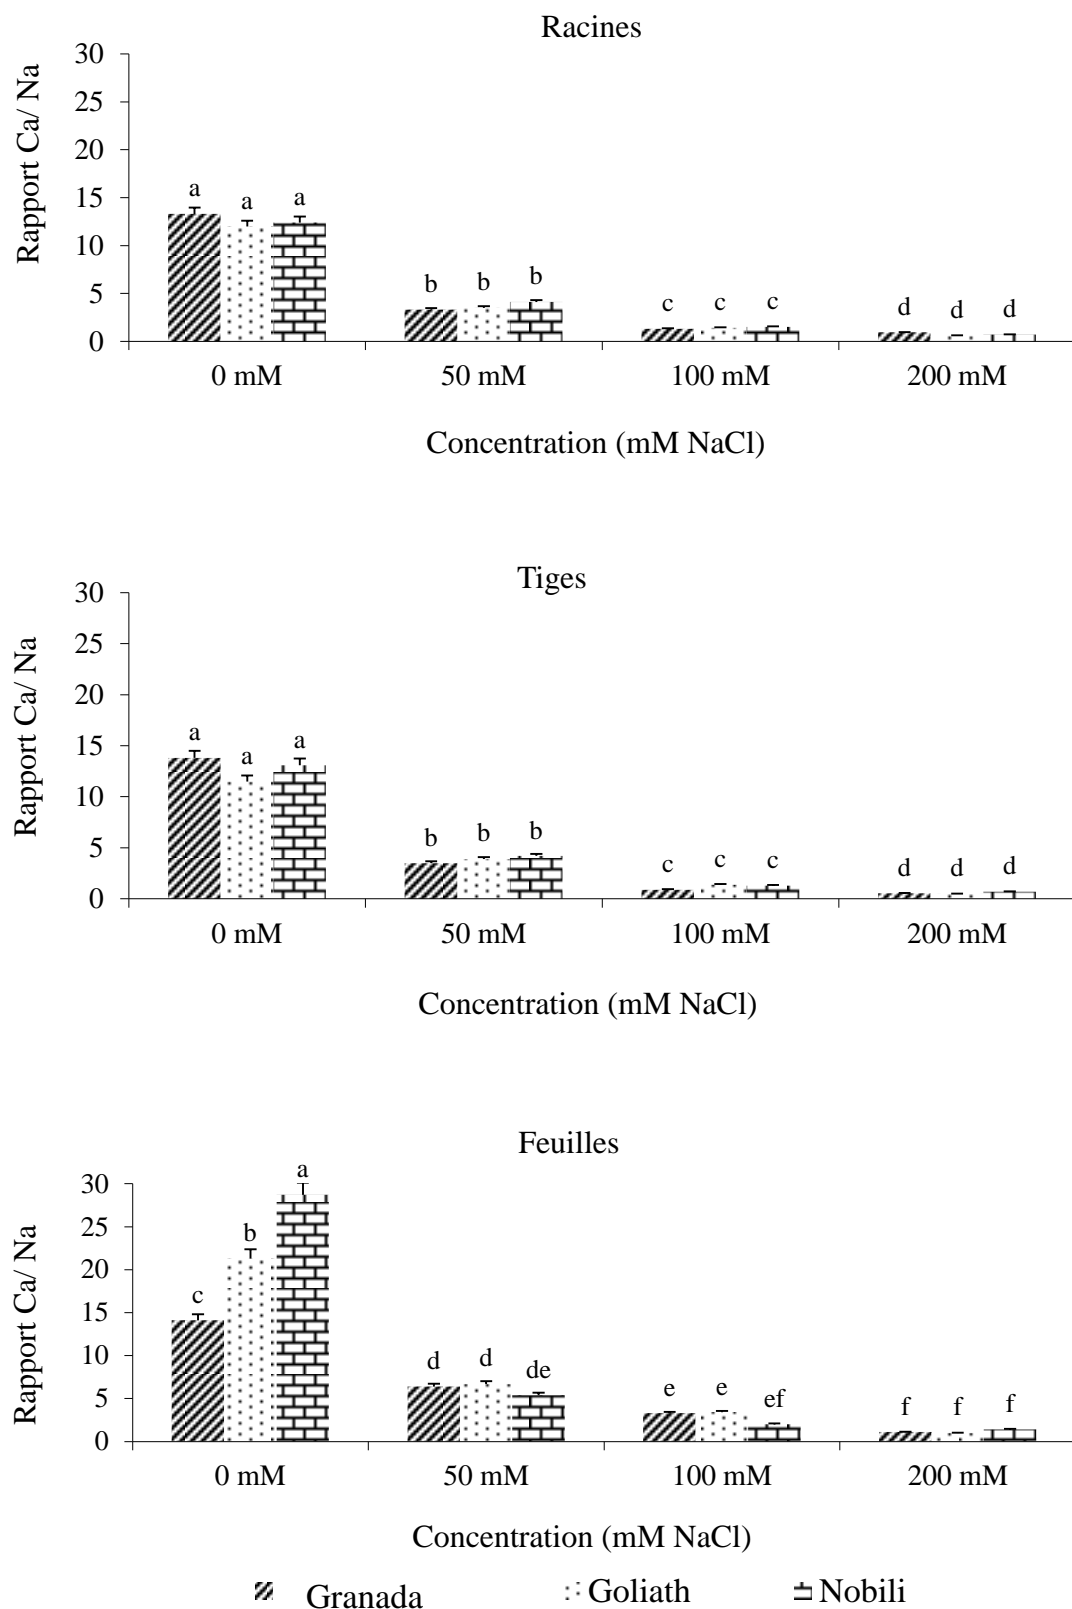 Racines
Rapport Ca/ Na
30
25
20
15
10
5
0
a a a
b b b
c c c
d d d
0 mM 50 mM 100 mM 200 mM
Concentration (mM NaCl)
Tiges
Rapport Ca/ Na
30
25
20
15
10
5
0
a a a
b b b
c c c
d d d
0 mM 50 mM 100 mM 200 mM
Concentration (mM NaCl)
Feuilles
Rapport Ca/ Na
30
25
20
15
10
5
0
c b a
d d de
e e ef
f f f
0 mM 50 mM 100 mM 200 mM
Concentration (mM NaCl)
Granada Goliath Nobili